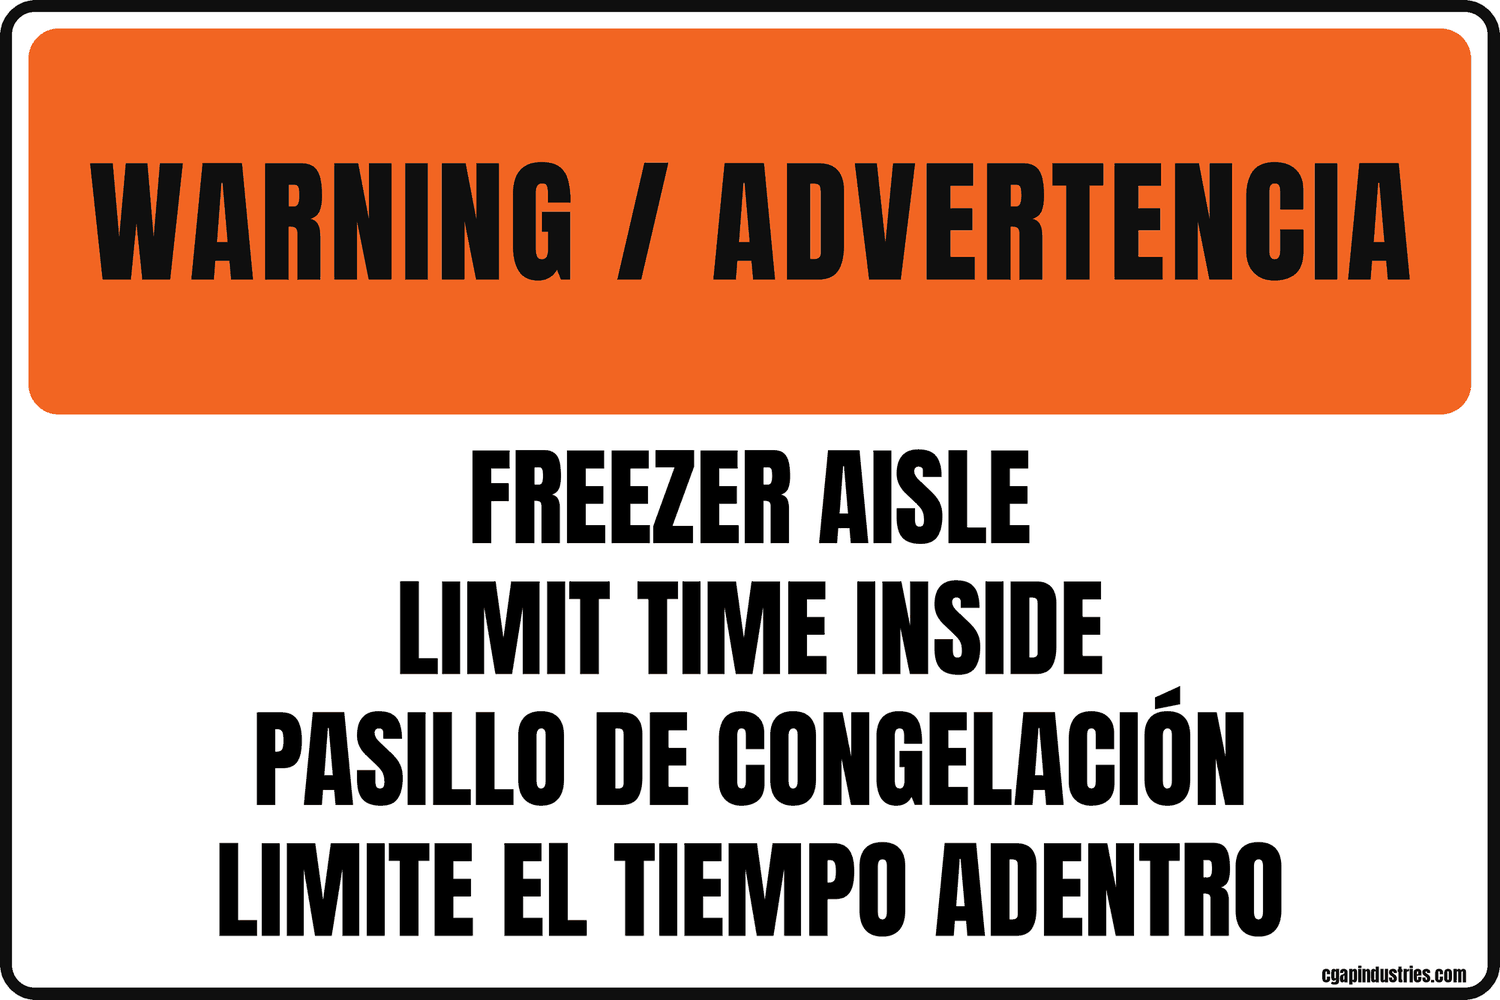 WARNING / ADVERTENCIA
FREEZER AISLE
LIMIT TIME INSIDE
PASILLO DE CONGELACIÓN
LIMITE EL TIEMPO ADENTRO
cgapindustries.com